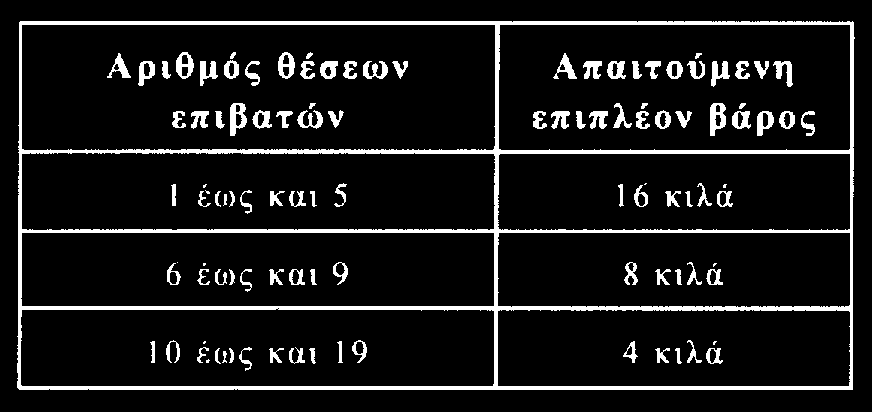 Αριθμός θέσεων επιβατών Απαιτούμενη επιπλέον βάρος
1 έως και 5 16 κιλά
6 έως και 9 8 κιλά
10 έως και 19 4 κιλά